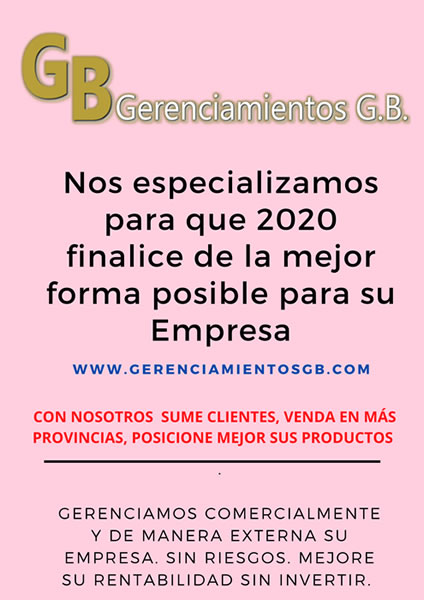 GB Gerenciamientos G.B.
Nos especializamos
para que 2020
finalice de la mejor
forma posible para su
Empresa
WWW.GERENCIAMIENTOSGB.COM
CON NOSOTROS SUME CLIENTES, VENDA EN MÁS
PROVINCIAS, POSICIONE MEJOR SUS PRODUCTOS
.
GERENCIAMOS COMERCIALMENTE
Y DE MANERA EXTERNA SU
EMPRESA. SIN RIESGOS. MEJORE
SU RENTABILIDAD SIN INVERTIR.